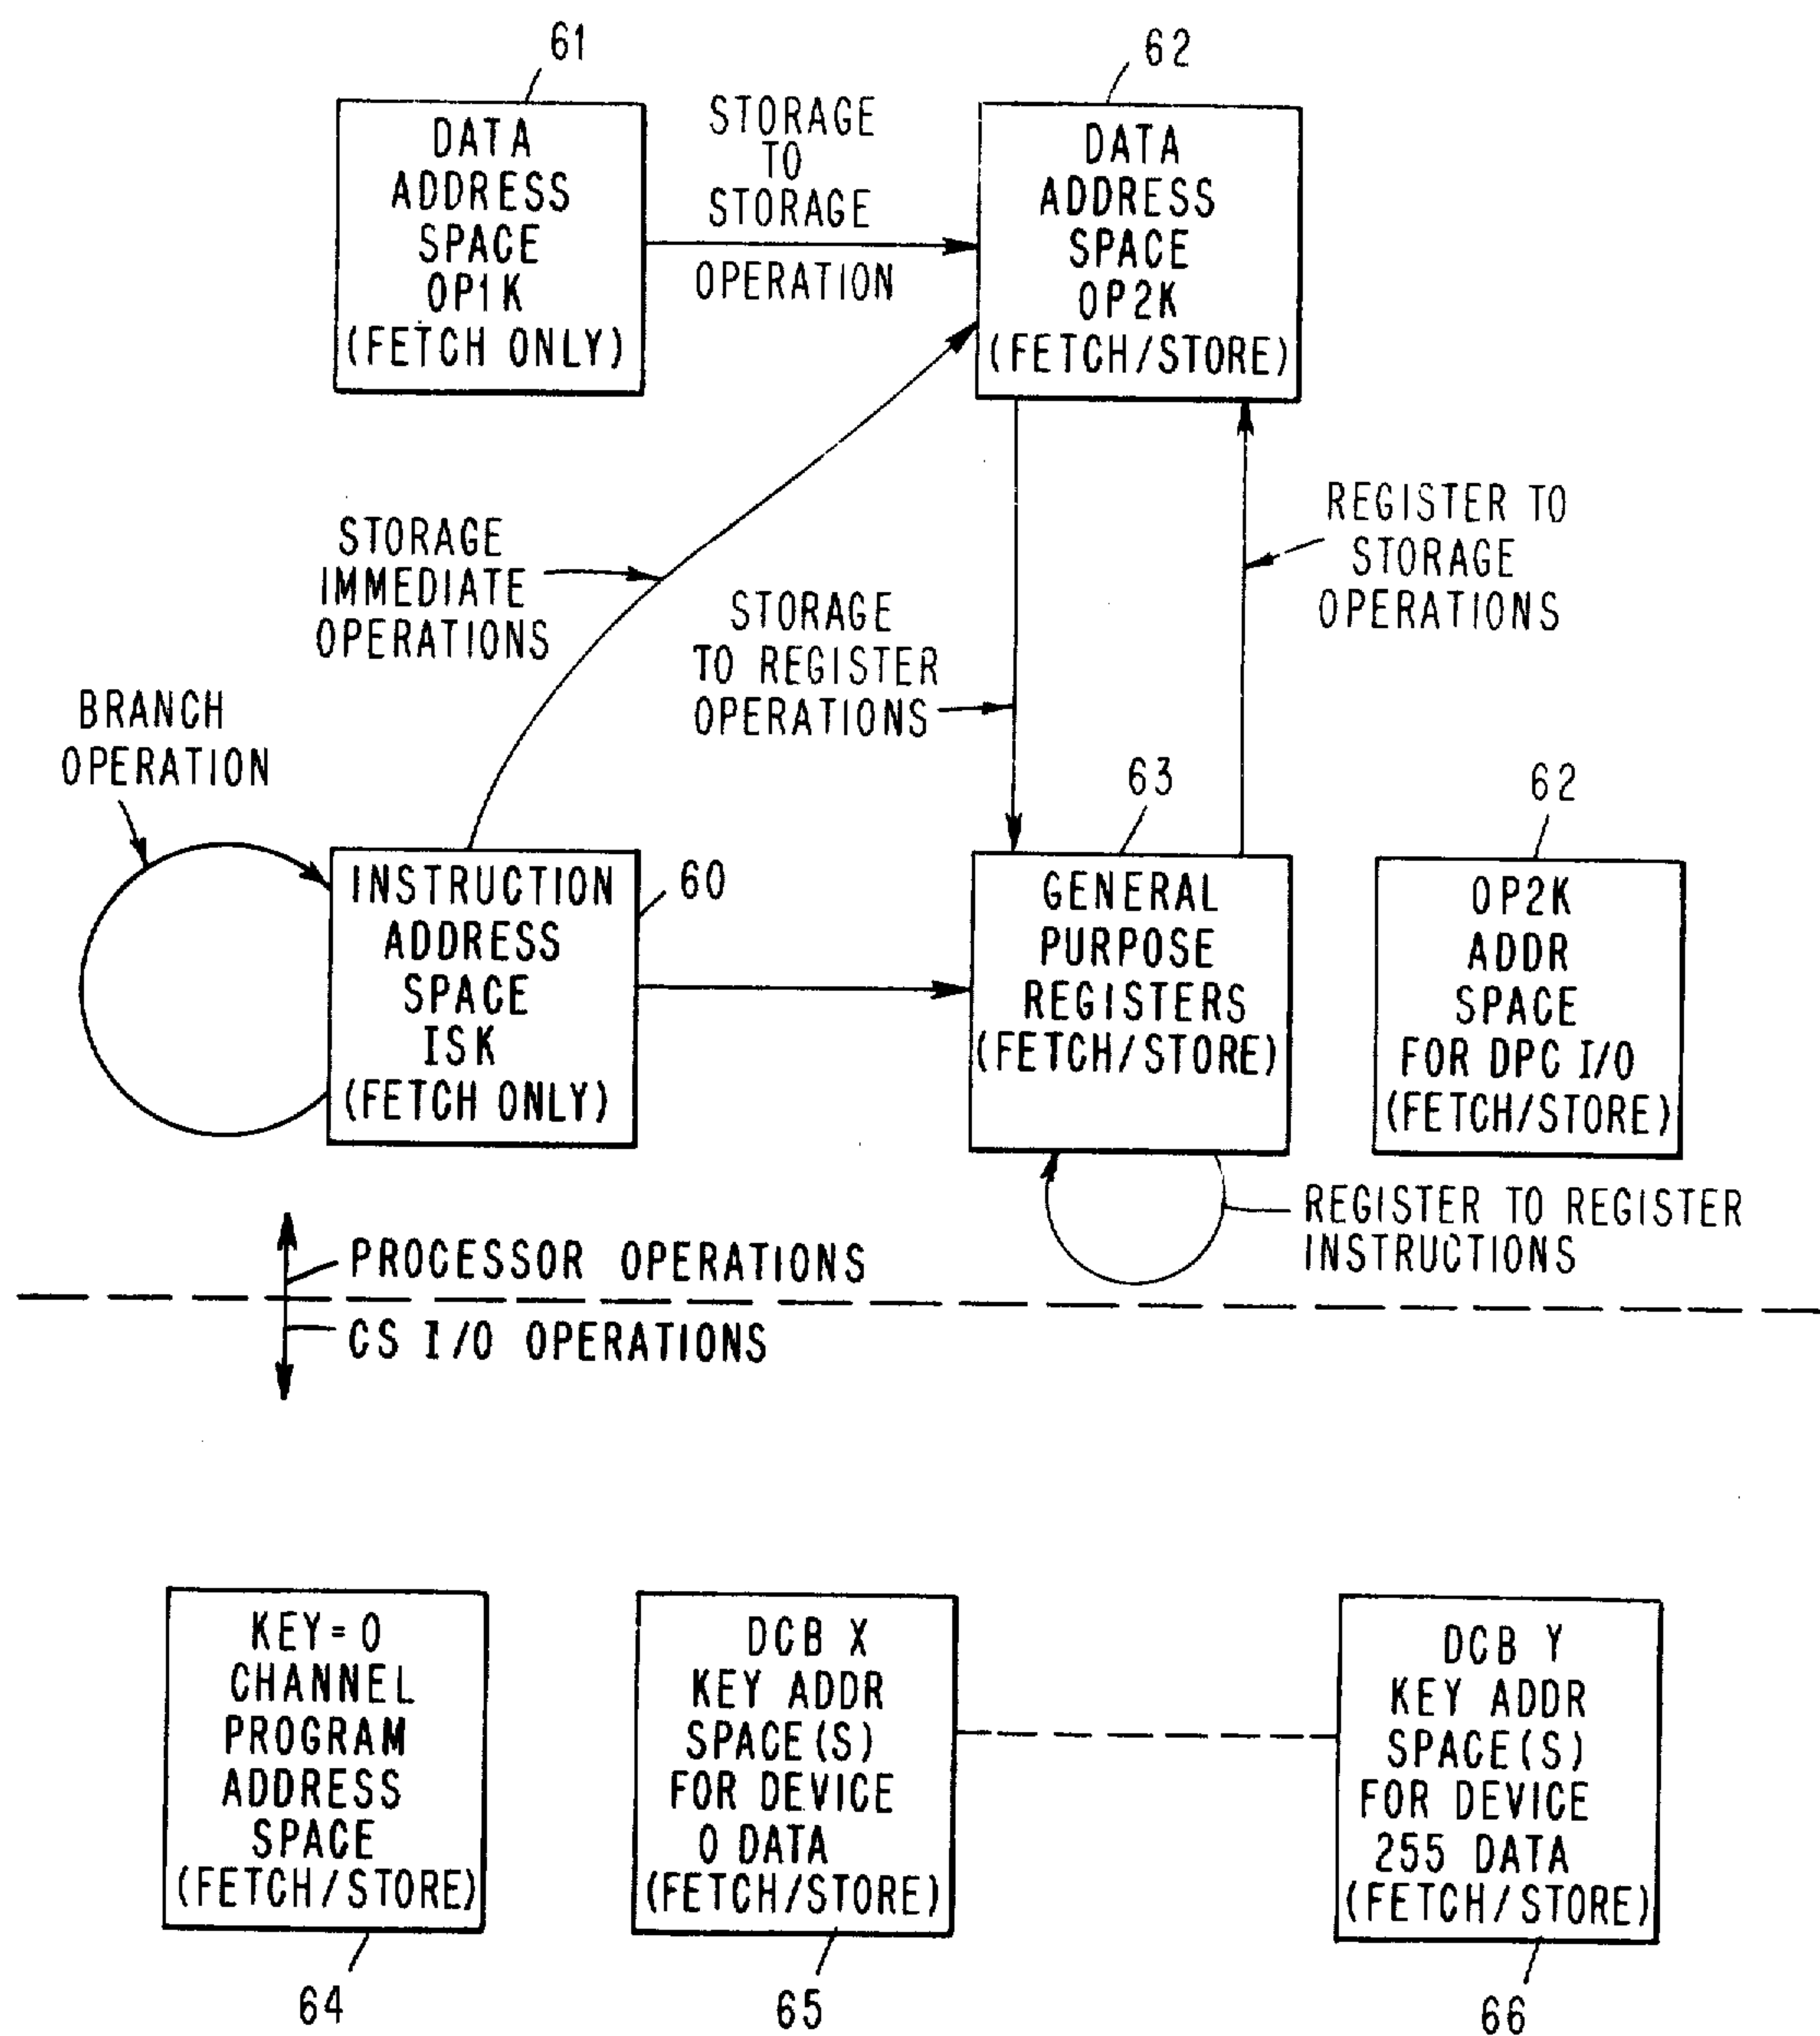 61
DATA
ADDRESS
SPACE
OP1K
(FETCH ONLY)
STORAGE
TO
STORAGE
OPERATION
62
DATA
ADDRESS
SPACE
OP2K
(FETCH/STORE)
STORAGE
IMMEDIATE
OPERATIONS
STORAGE
TO REGISTER
OPERATIONS
REGISTER TO
STORAGE
OPERATIONS
BRANCH
OPERATION
INSTRUCTION
ADDRESS
SPACE
ISK
(FETCH ONLY)
60
63
GENERAL
PURPOSE
REGISTERS
(FETCH/STORE)
62
OP2K
ADDR
SPACE
FOR DPC I/O
(FETCH/STORE)
REGISTER TO REGISTER
INSTRUCTIONS
PROCESSOR OPERATIONS
CS I/O OPERATIONS
KEY=0
CHANNEL
PROGRAM
ADDRESS
SPACE
(FETCH/STORE)
64
DCB X
KEY ADDR
SPACE(S)
FOR DEVICE
0 DATA
(FETCH/STORE)
65
DCB Y
KEY ADDR
SPACE(S)
FOR DEVICE
255 DATA
(FETCH/STORE)
66